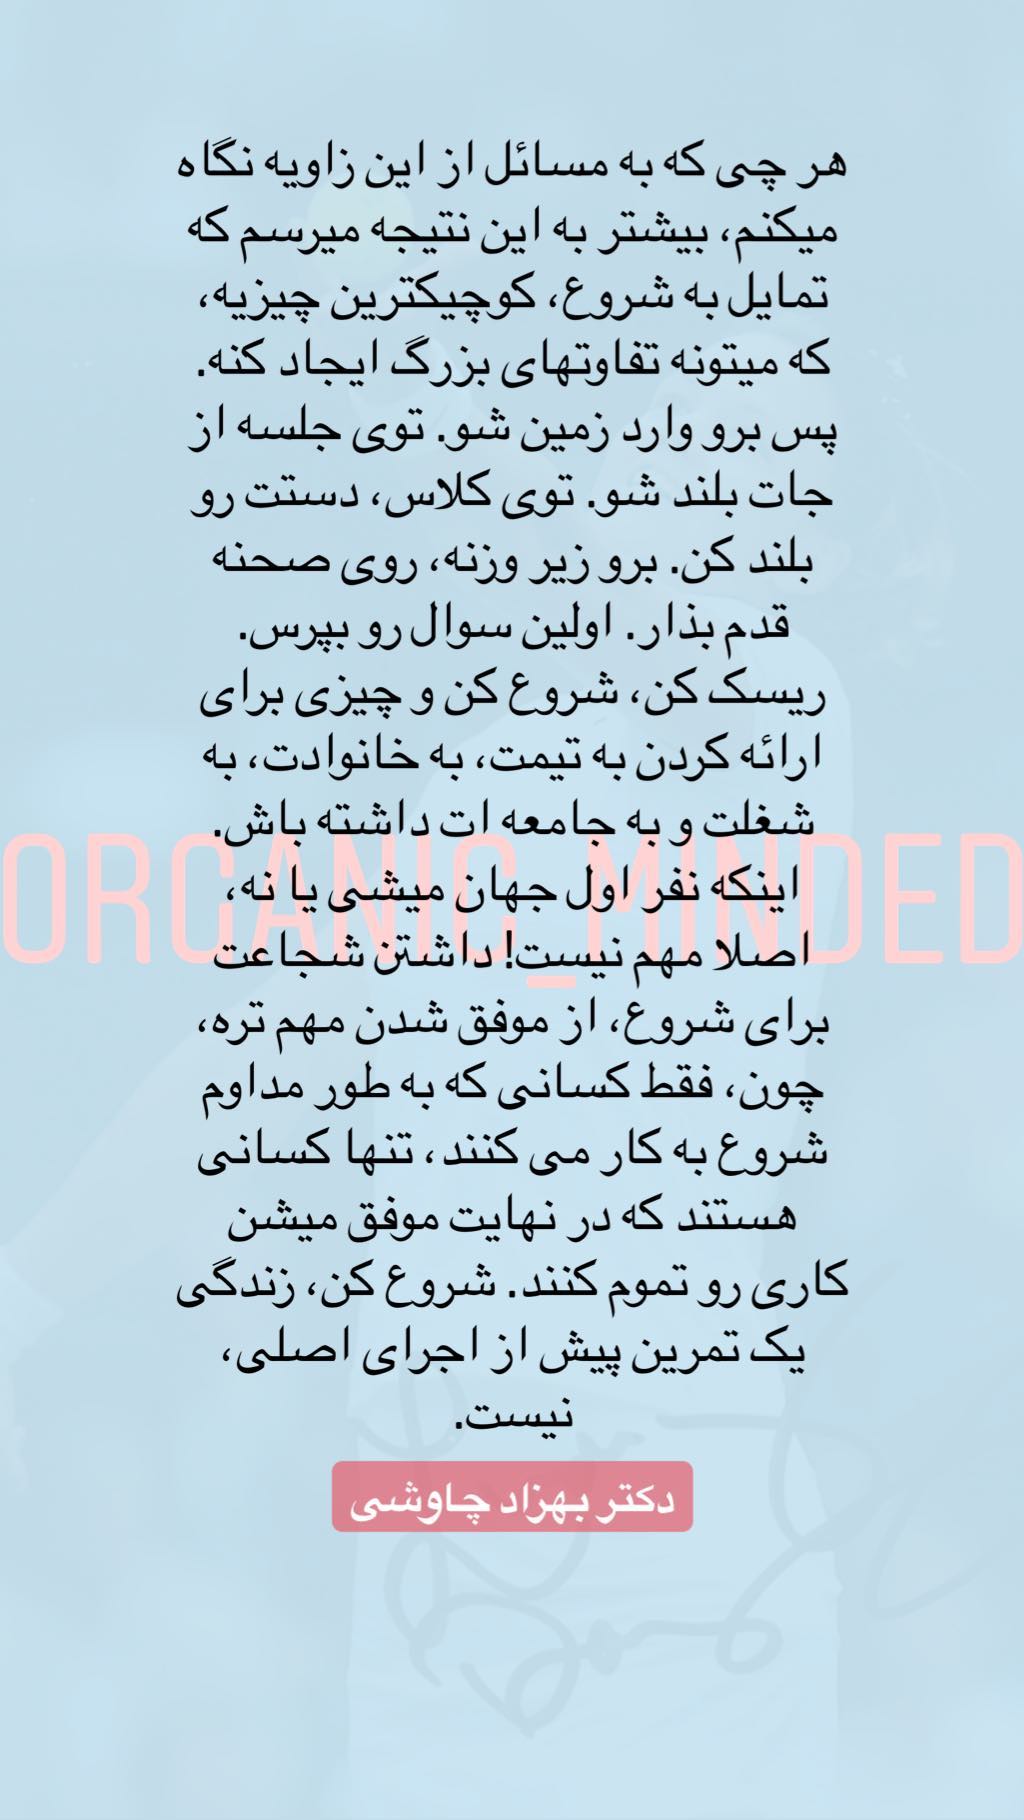 هر چی که به مسائل از این زاویه نگاه
میکنم، بیشتر به این نتیجه میرسم که
تمایل به شروع، کوچیکترین چیزیه،
که میتونه تفاوتهای بزرگ ایجاد کنه.
پس برو وارد زمین شو. توی جلسه از
جات بلند شو. توی کلاس، دستت رو
بلند کن. برو زیر وزنه، روی صحنه
قدم بذار. اولین سوال رو بپرس.
ریسک کن، شروع کن و چیزی برای
ارائه کردن به تیمت، به خانوادت، به
شغلت و به جامعه ات داشته باش.
ORGANIC_MINDED
اینکه نفر اول جهان میشی یا نه،
اصلا مهم نیست! داشتن شجاعت
برای شروع، از موفق شدن مهم تره،
چون، فقط کسانی که به طور مداوم
شروع به کار می کنند، تنها کسانی
هستند که در نهایت موفق میشن
کاری رو تموم کنند. شروع کن، زندگی
یک تمرین پیش از اجرای اصلی،
نیست.
دکتر بهزاد چاوشی